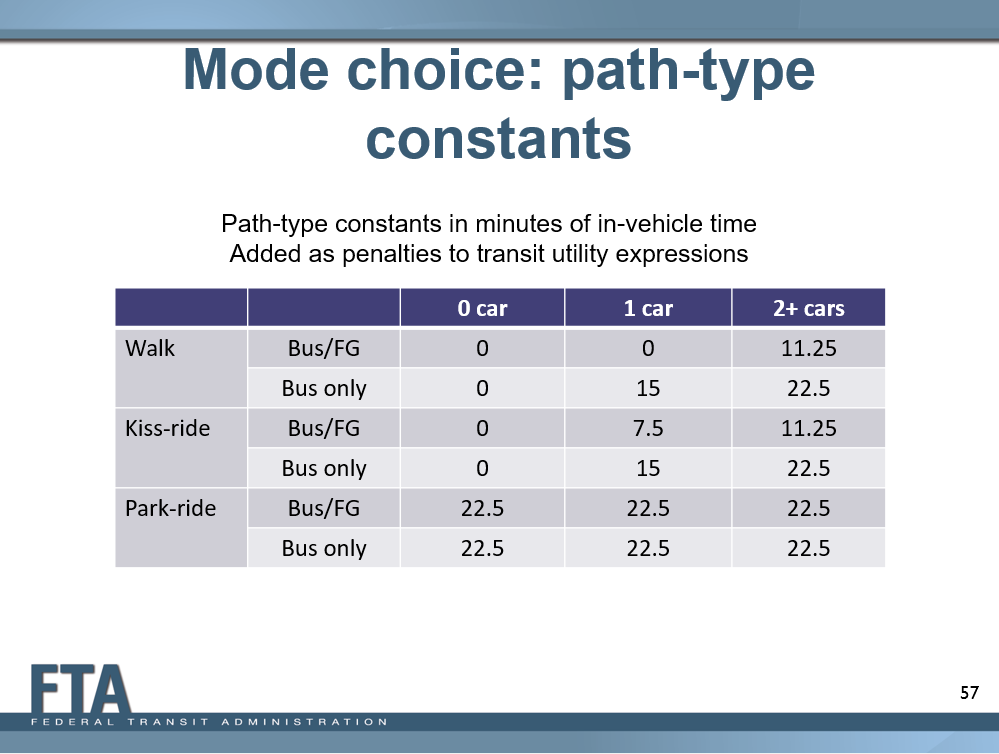 Mode choice: path-type
constants
Path-type constants in minutes of in-vehicle time
Added as penalties to transit utility expressions
0 car 1 car 2+ cars
Walk Bus/FG 0 0 11.25
Bus only 0 15 22.5
Kiss-ride Bus/FG 0 7.5 11.25
Bus only 0 15 22.5
Park-ride Bus/FG 22.5 22.5 22.5
Bus only 22.5 22.5 22.5
FTA
FEDERAL TRANSIT ADMINISTRATION
57